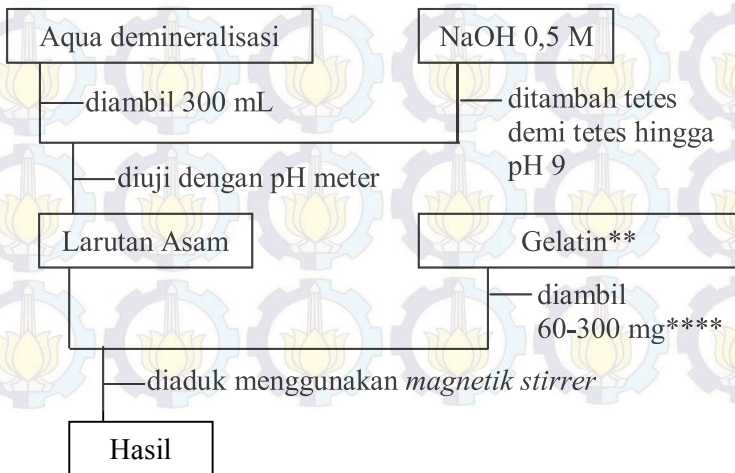 Aqua demineralisasi
NaOH 0,5 M
diambil 300 mL
ditambah tetes
demi tetes hingga
pH 9
diuji dengan pH meter
Larutan Asam
Gelatin**
diambil
60-300 mg****
diaduk menggunakan magnetik stirrer
Hasil